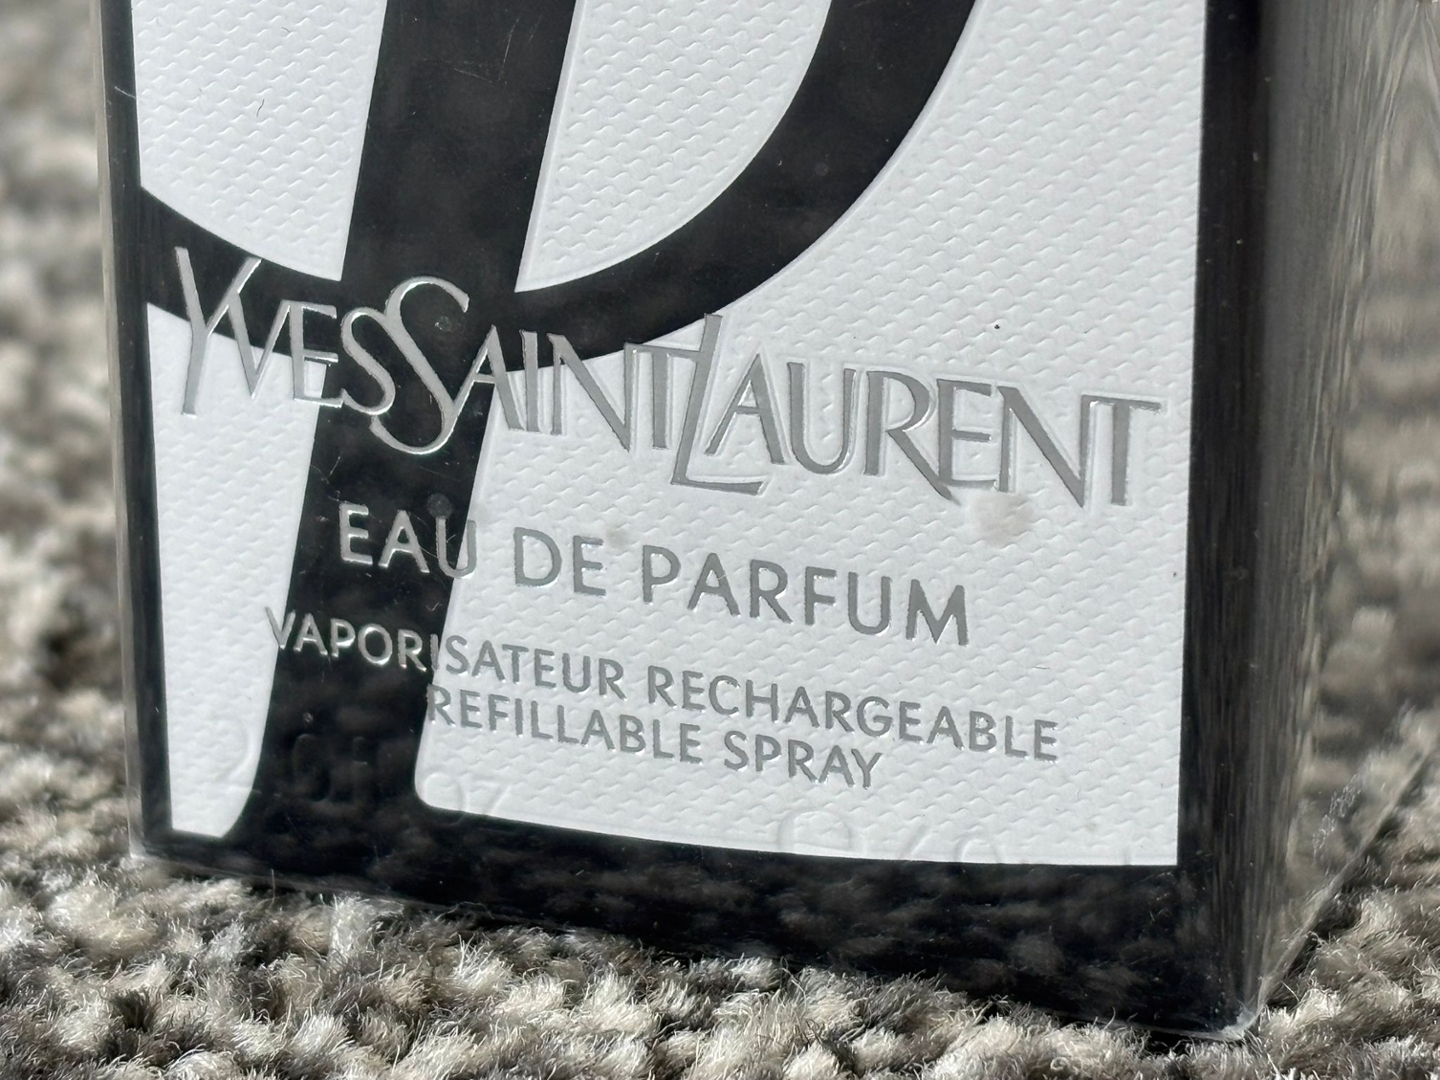 YVESSAINTLAURENT
EAU DE PARFUM
VAPORISATEUR RECHARGEABLE
REFILLABLE SPRAY